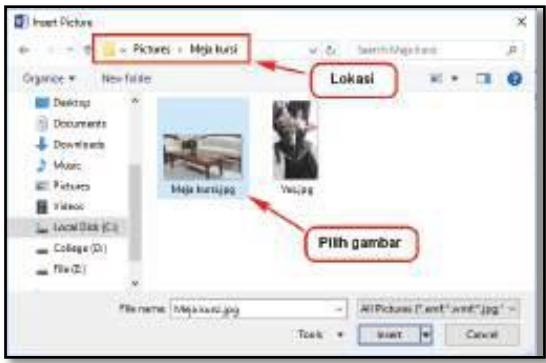 Insert Picture
Pictures › Meja kursi
Search Meja kursi
Lokasi
Organize
New folder
Desktop
Documents
Downloads
Music
Pictures
Videos
Local Disk (C:)
College (D:)
File (E:)
Meja kursi.jpg
Yes.jpg
Pilih gambar
File name: Meja kursi.jpg
All Pictures (*.emf;*.wmf;*.jpg;*
Tools
Insert
Cancel